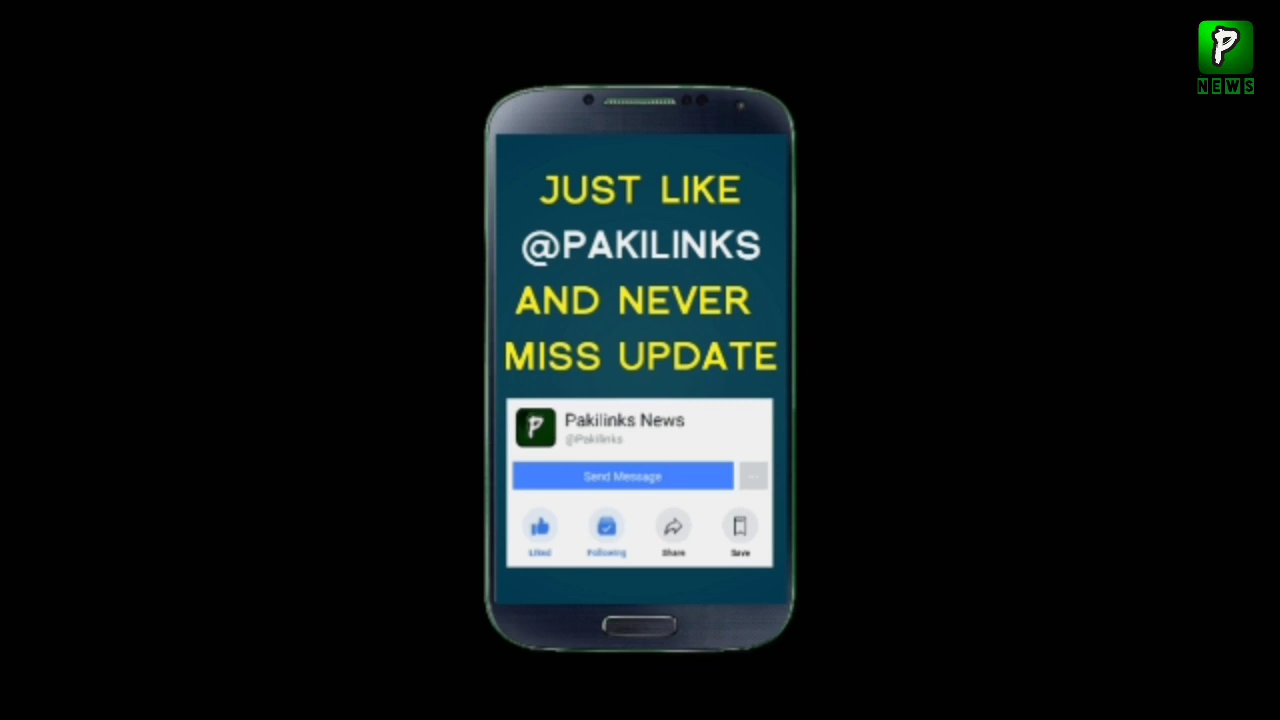 P
NEWS
JUST LIKE
@PAKILINKS
AND NEVER
MISS UPDATE
P
Pakilinks News
@Pakilinks
Send Message
...
Liked Following Share Save